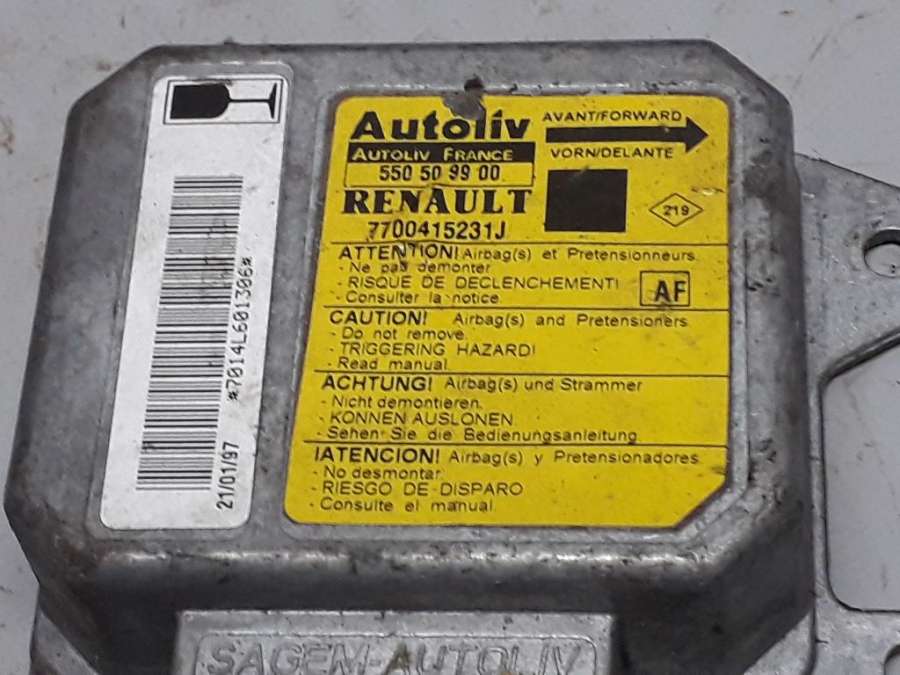 *7014L601306*
21/01/97
Autoliv
AUTOLIV FRANCE
550 50 99 00
AVANT/FORWARD
VORN/DELANTE
RENAULT
7700415231J
219
ATTENTION! Airbag(s) et Pretensionneurs.
- Ne pas demonter
- RISQUE DE DECLENCHEMENT!
- Consulter la notice
AF
CAUTION! Airbag(s) and Pretensioners.
- Do not remove.
- TRIGGERING HAZARD!
- Read manual.
ACHTUNG! Airbag(s) und Strammer
- Nicht demontieren.
- KONNEN AUSLONEN
- Sehen Sie die Bedienungsanleitung
!ATENCION! Airbag(s) y Pretensionadores.
- No desmontar
- RIESGO DE DISPARO
- Consulte el manual.
SAGEM-AUTOLIV